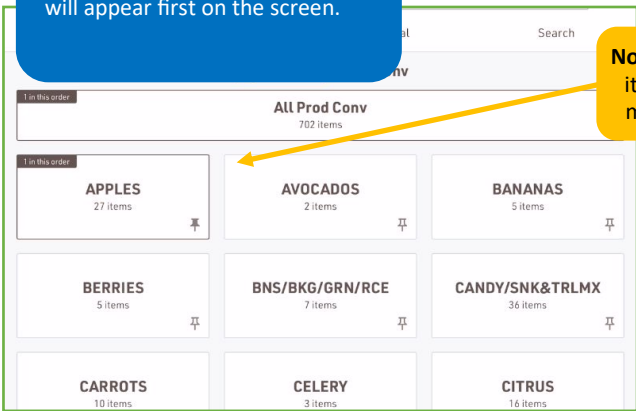 will appear first on the screen.
al
Search
No
it
m
nv
1 in this order
All Prod Conv
702 items
1 in this order
APPLES
27 items
AVOCADOS
2 items
BANANAS
5 items
BERRIES
5 items
BNS/BKG/GRN/RCE
7 items
CANDY/SNK&TRLMX
36 items
CARROTS
10 items
CELERY
3 items
CITRUS
16 items